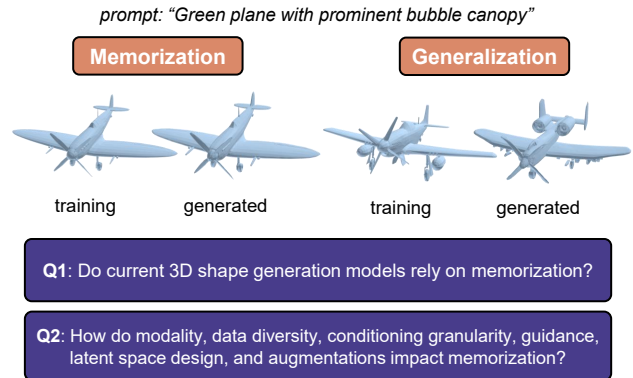 prompt: “Green plane with prominent bubble canopy”
Memorization
Generalization
training
generated
training
generated
Q1: Do current 3D shape generation models rely on memorization?
Q2: How do modality, data diversity, conditioning granularity, guidance,
latent space design, and augmentations impact memorization?